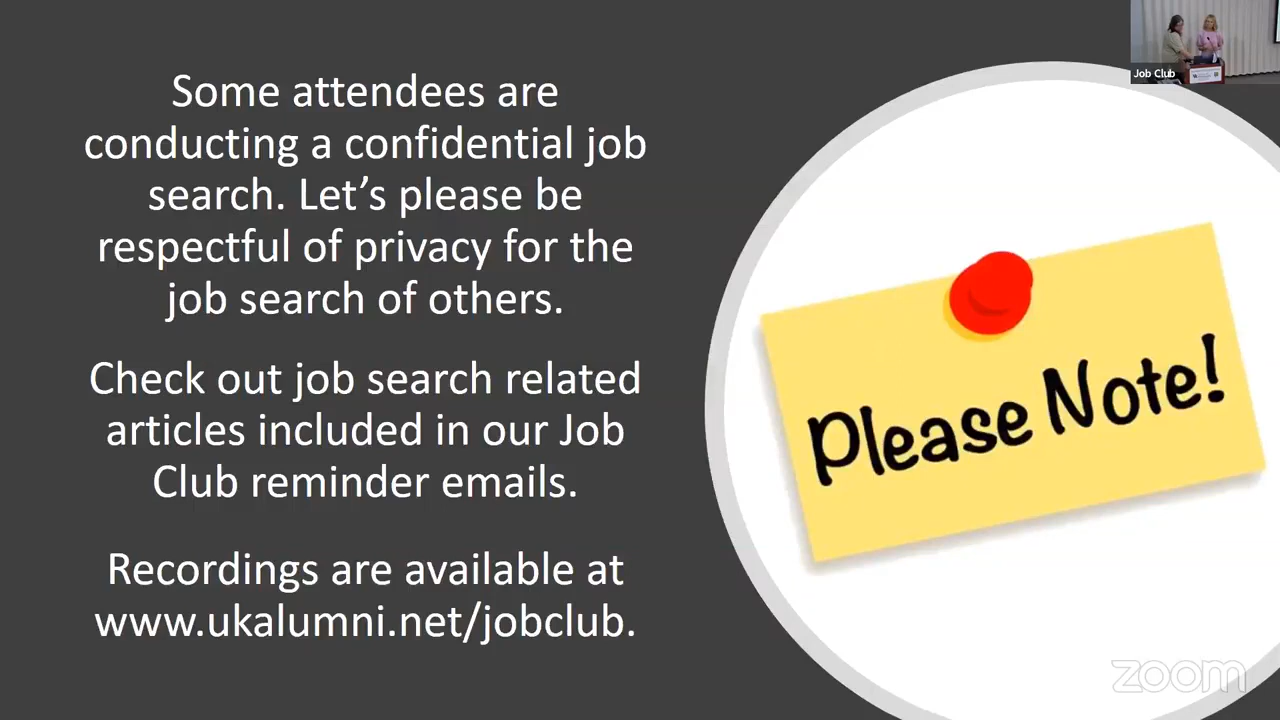 Some attendees are
conducting a confidential job
search. Let’s please be
respectful of privacy for the
job search of others.
Check out job search related
articles included in our Job
Club reminder emails.
Recordings are available at
www.ukalumni.net/jobclub.
Please Note!
Job Club
zoom